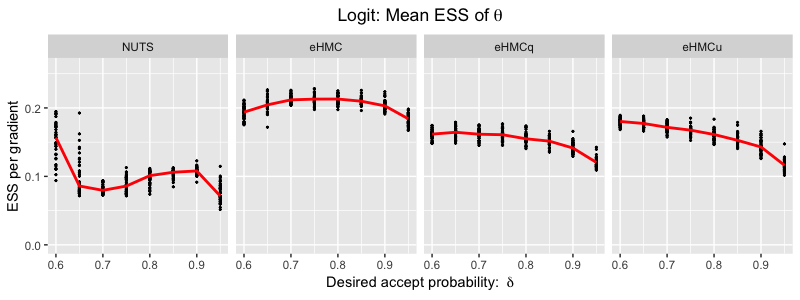 Logit: Mean ESS of θ
NUTS eHMC eHMCq eHMCu
ESS per gradient
0.2
0.1
0.0
0.6 0.7 0.8 0.9 0.6 0.7 0.8 0.9 0.6 0.7 0.8 0.9 0.6 0.7 0.8 0.9
Desired accept probability: δ